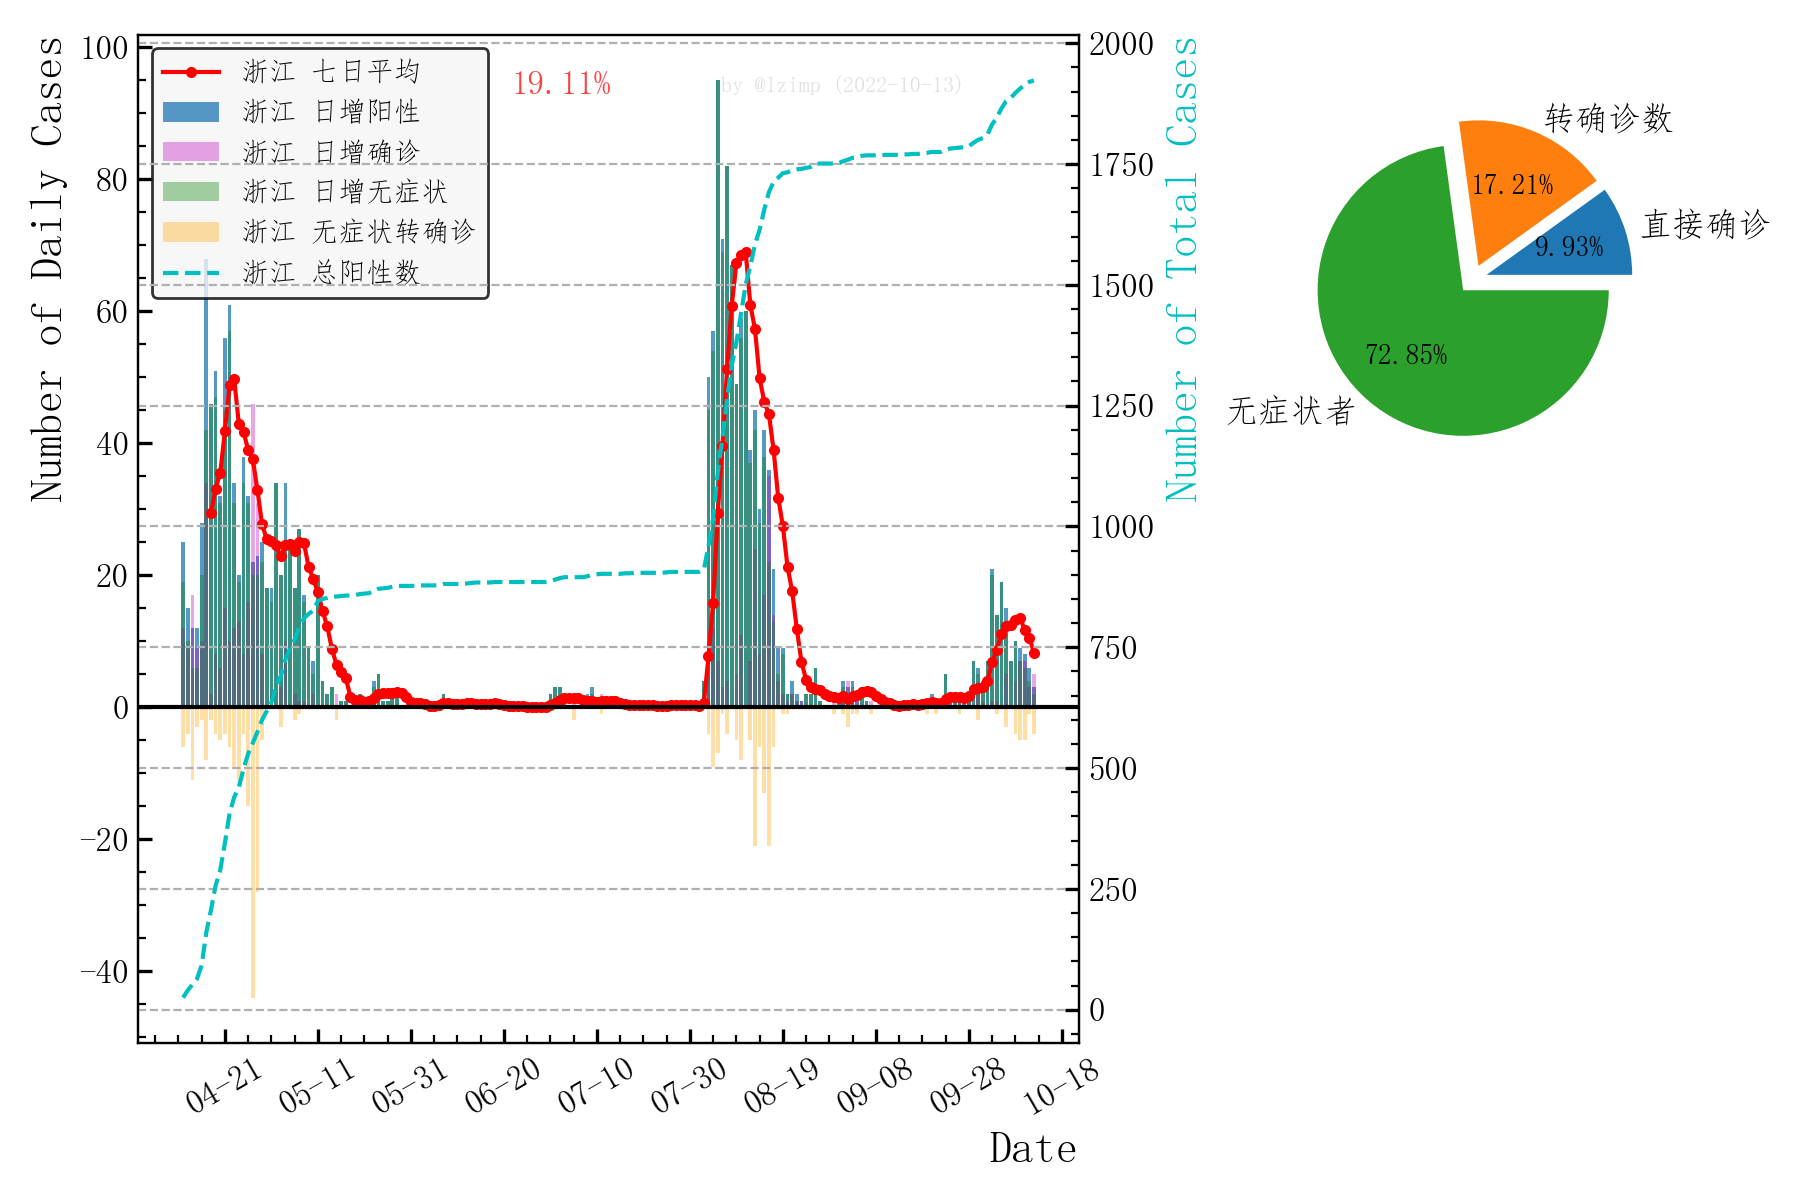 Number of Daily Cases
100
80
60
40
20
0
−20
−40
浙江 七日平均
浙江 日增阳性
浙江 日增确诊
浙江 日增无症状
浙江 无症状转确诊
浙江 总阳性数
19.11%
by @lzimp (2022-10-13)
2000
1750
1500
1250
1000
750
500
250
0
Number of Total Cases
04−21
05−11
05−31
06−20
07−10
07−30
08−19
09−08
09−28
10−18
Date
转确诊数
17.21%
直接确诊
9.93%
72.85%
无症状者